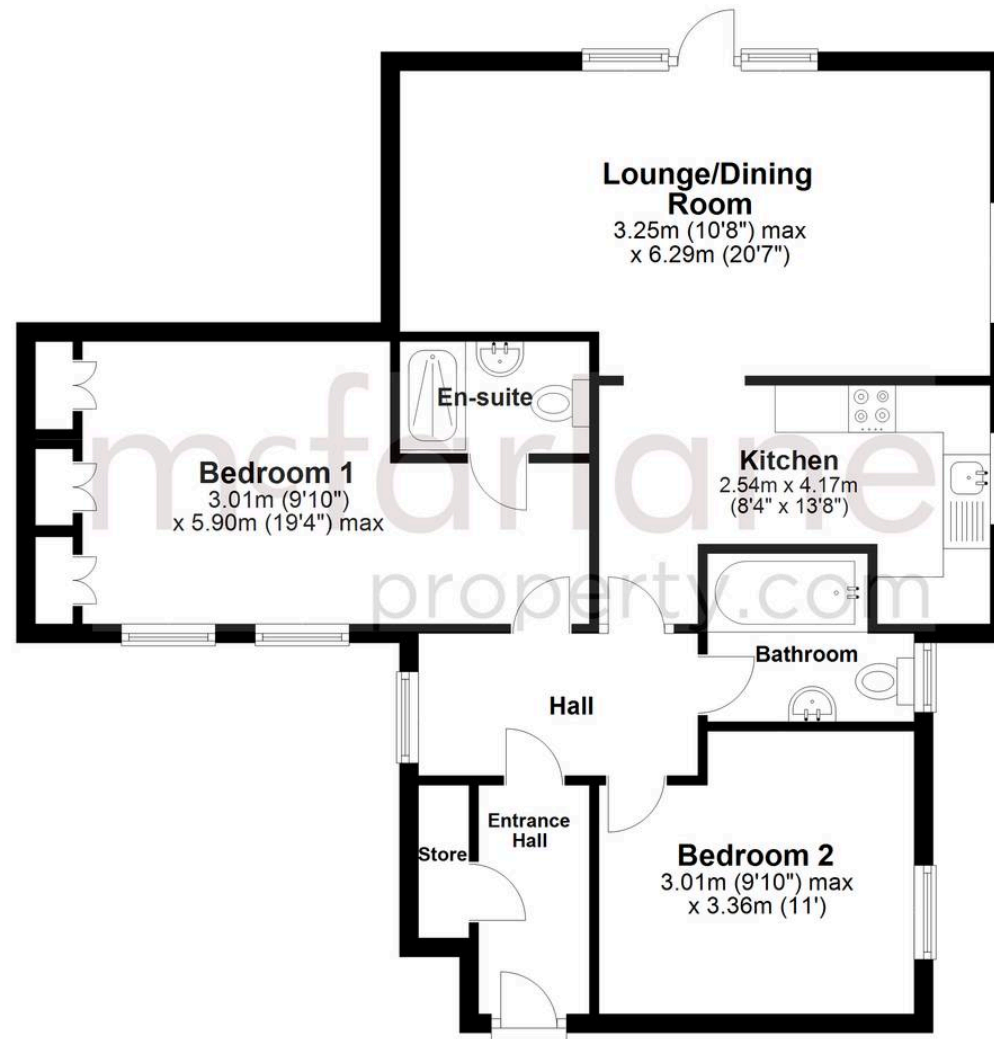 Lounge/Dining
Room
3.25m (10'8") max
x 6.29m (20'7")
En-suite
Bedroom 1
3.01m (9'10")
x 5.90m (19'4") max
Kitchen
2.54m x 4.17m
(8'4" x 13'8")
mcfarlane
property.com
Bathroom
Hall
Entrance
Hall
Store
Bedroom 2
3.01m (9'10") max
x 3.36m (11')